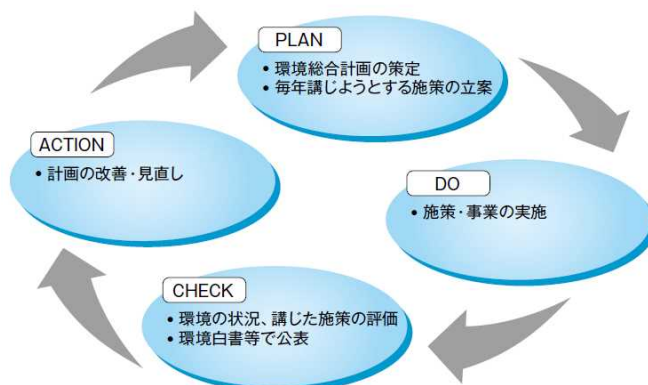 PLAN
• 環境総合計画の策定
• 毎年講じようとする施策の立案
DO
• 施策・事業の実施
CHECK
• 環境の状況、講じた施策の評価
• 環境白書等で公表
ACTION
• 計画の改善・見直し